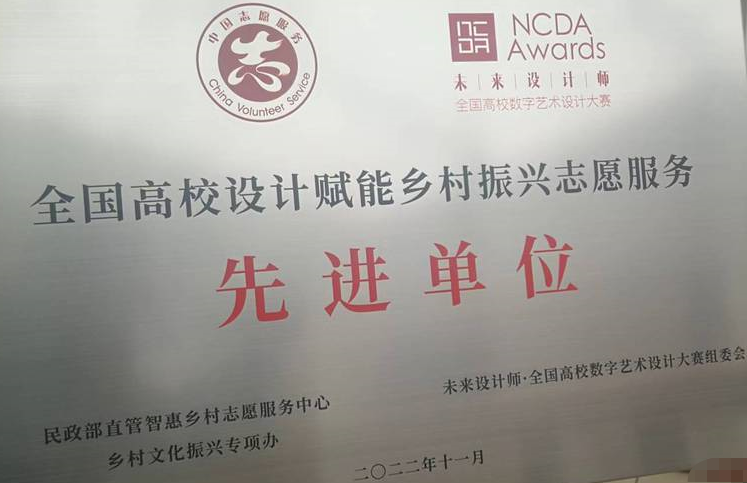 中国志愿服务
志
China Volunteer Service
NCDA
NCDA
Awards
未|来|设|计|师
全国高校数字艺术设计大赛
全国高校设计赋能乡村振兴志愿服务
先进单位
民政部直管智惠乡村志愿服务中心
乡村文化振兴专项办
未来设计师·全国高校数字艺术设计大赛组委会
二〇二二年十一月